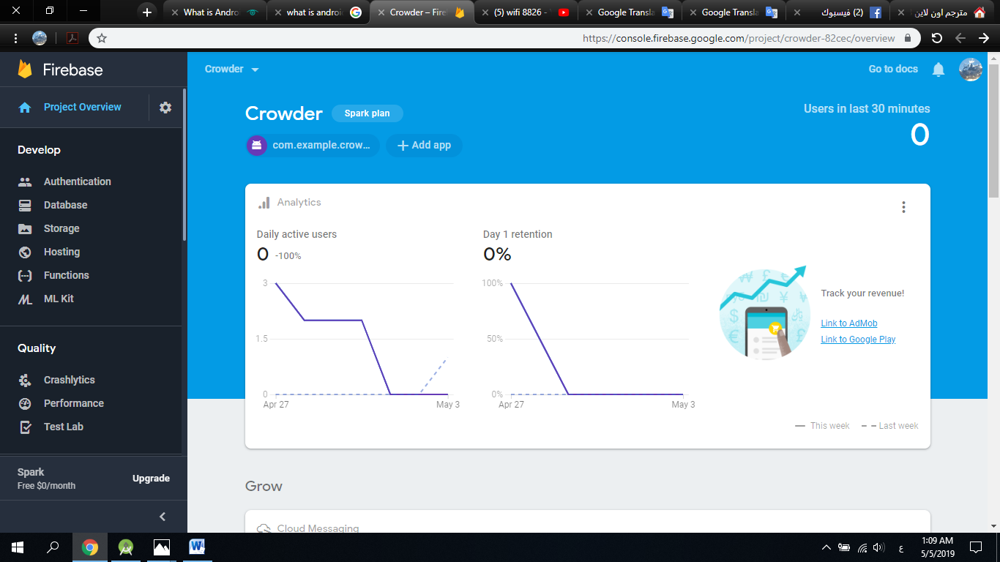 What is Andro
what is android
Crowder – Fire
(5) wifi 8826 -
Google Transla
Google Transla
(2) فيسبوك
مترجم اون لاين
https://console.firebase.google.com/project/crowder-82cec/overview
Firebase
Project Overview
Develop
Authentication
Database
Storage
Hosting
Functions
ML Kit
Quality
Crashlytics
Performance
Test Lab
Spark
Free $0/month
Upgrade
Crowder
Go to docs
Crowder
Spark plan
Users in last 30 minutes
0
com.example.crow...
Add app
Analytics
Daily active users
0 -100%
3
1.5
0
Apr 27
May 3
Day 1 retention
0%
100%
50%
0%
Apr 27
May 3
Track your revenue!
Link to AdMob
Link to Google Play
This week
Last week
Grow
Cloud Messaging
ع
1:09 AM
5/5/2019